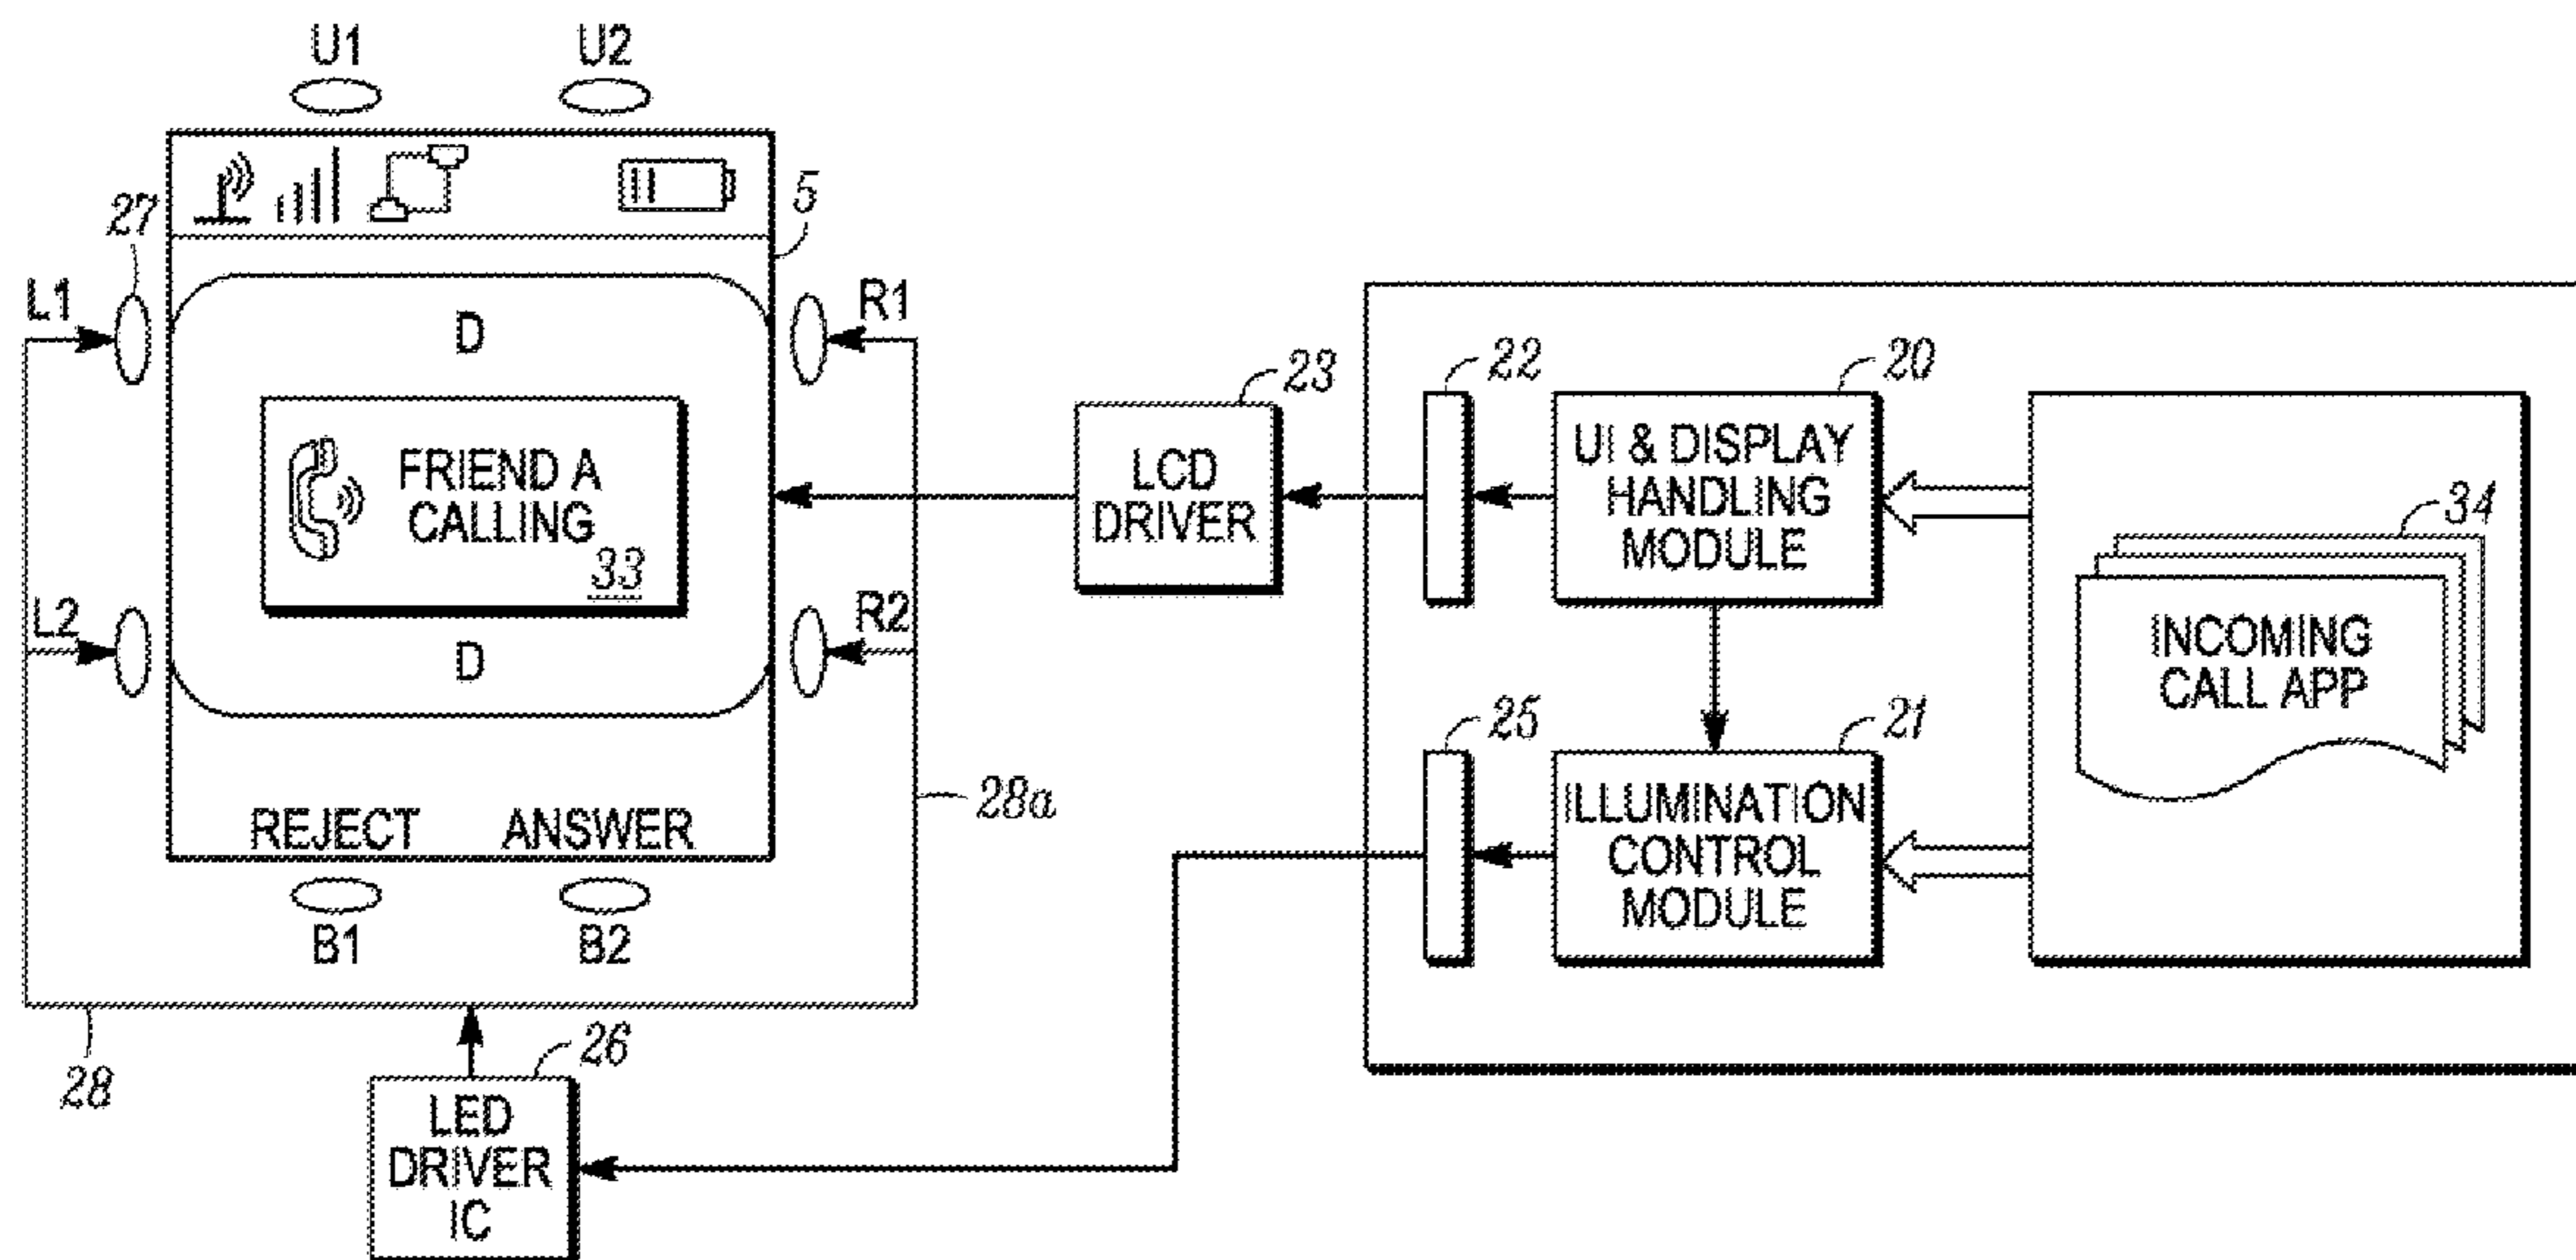 U1 U2
27
5
L1
R1
D
FRIEND A
CALLING
33
L2
R2
D
REJECT ANSWER
B1 B2
28
28a
26
LED
DRIVER
IC
23
LCD
DRIVER
22
20
UI & DISPLAY
HANDLING
MODULE
25
21
ILLUMINATION
CONTROL
MODULE
34
INCOMING
CALL APP